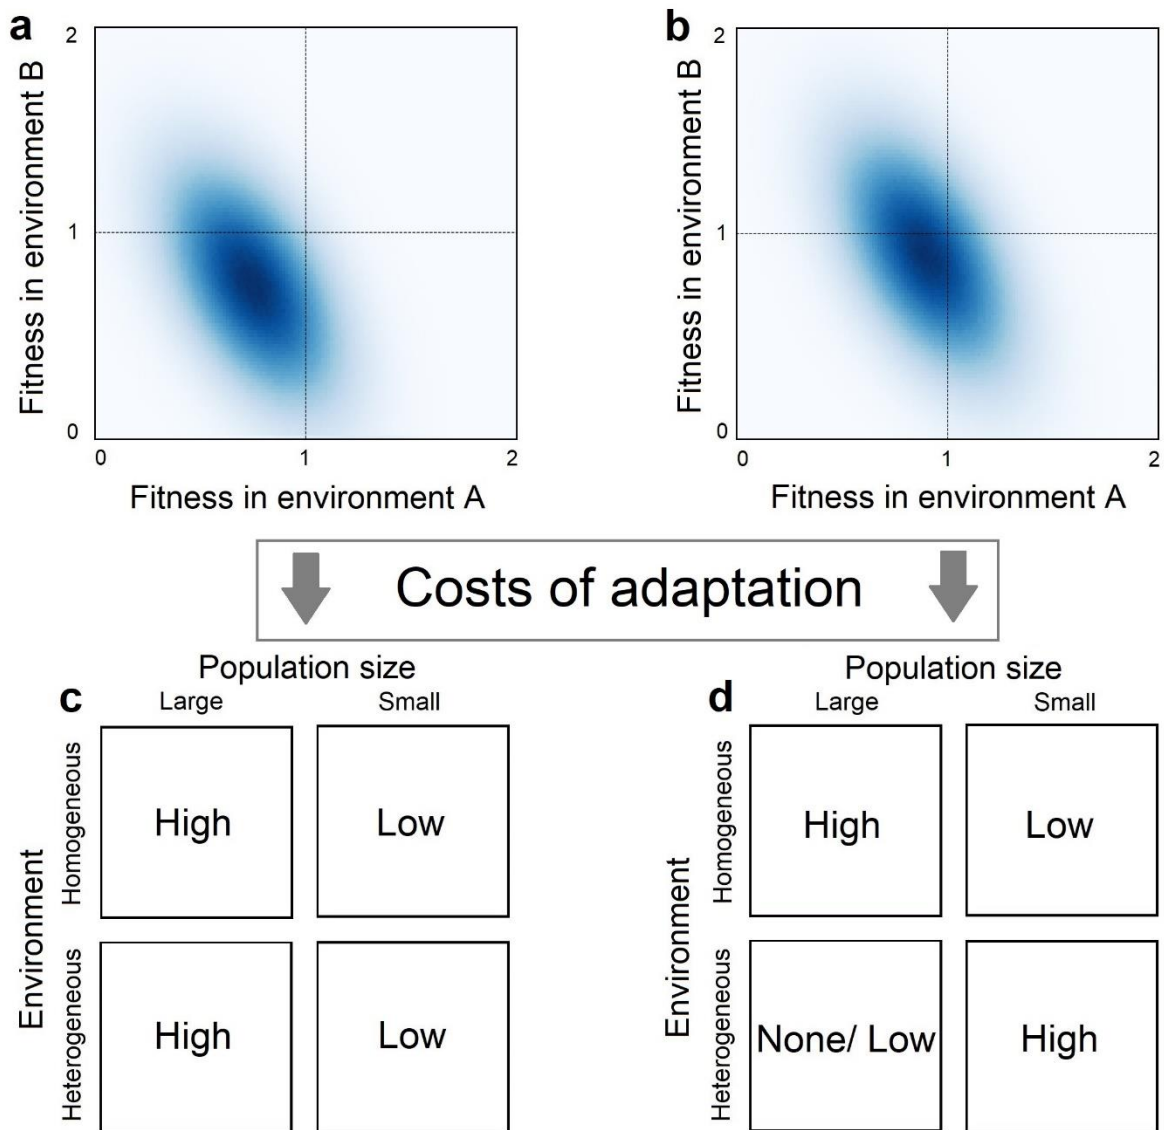 a
2
Fitness in environment B
1
0
0
1
2
Fitness in environment A
b
2
Fitness in environment B
1
0
0
1
2
Fitness in environment A
Costs of adaptation
Population size
c
Large
Small
Environment
Homogeneous
High
Low
Heterogeneous
High
Low
Population size
d
Large
Small
Environment
Homogeneous
High
Low
Heterogeneous
None/ Low
High